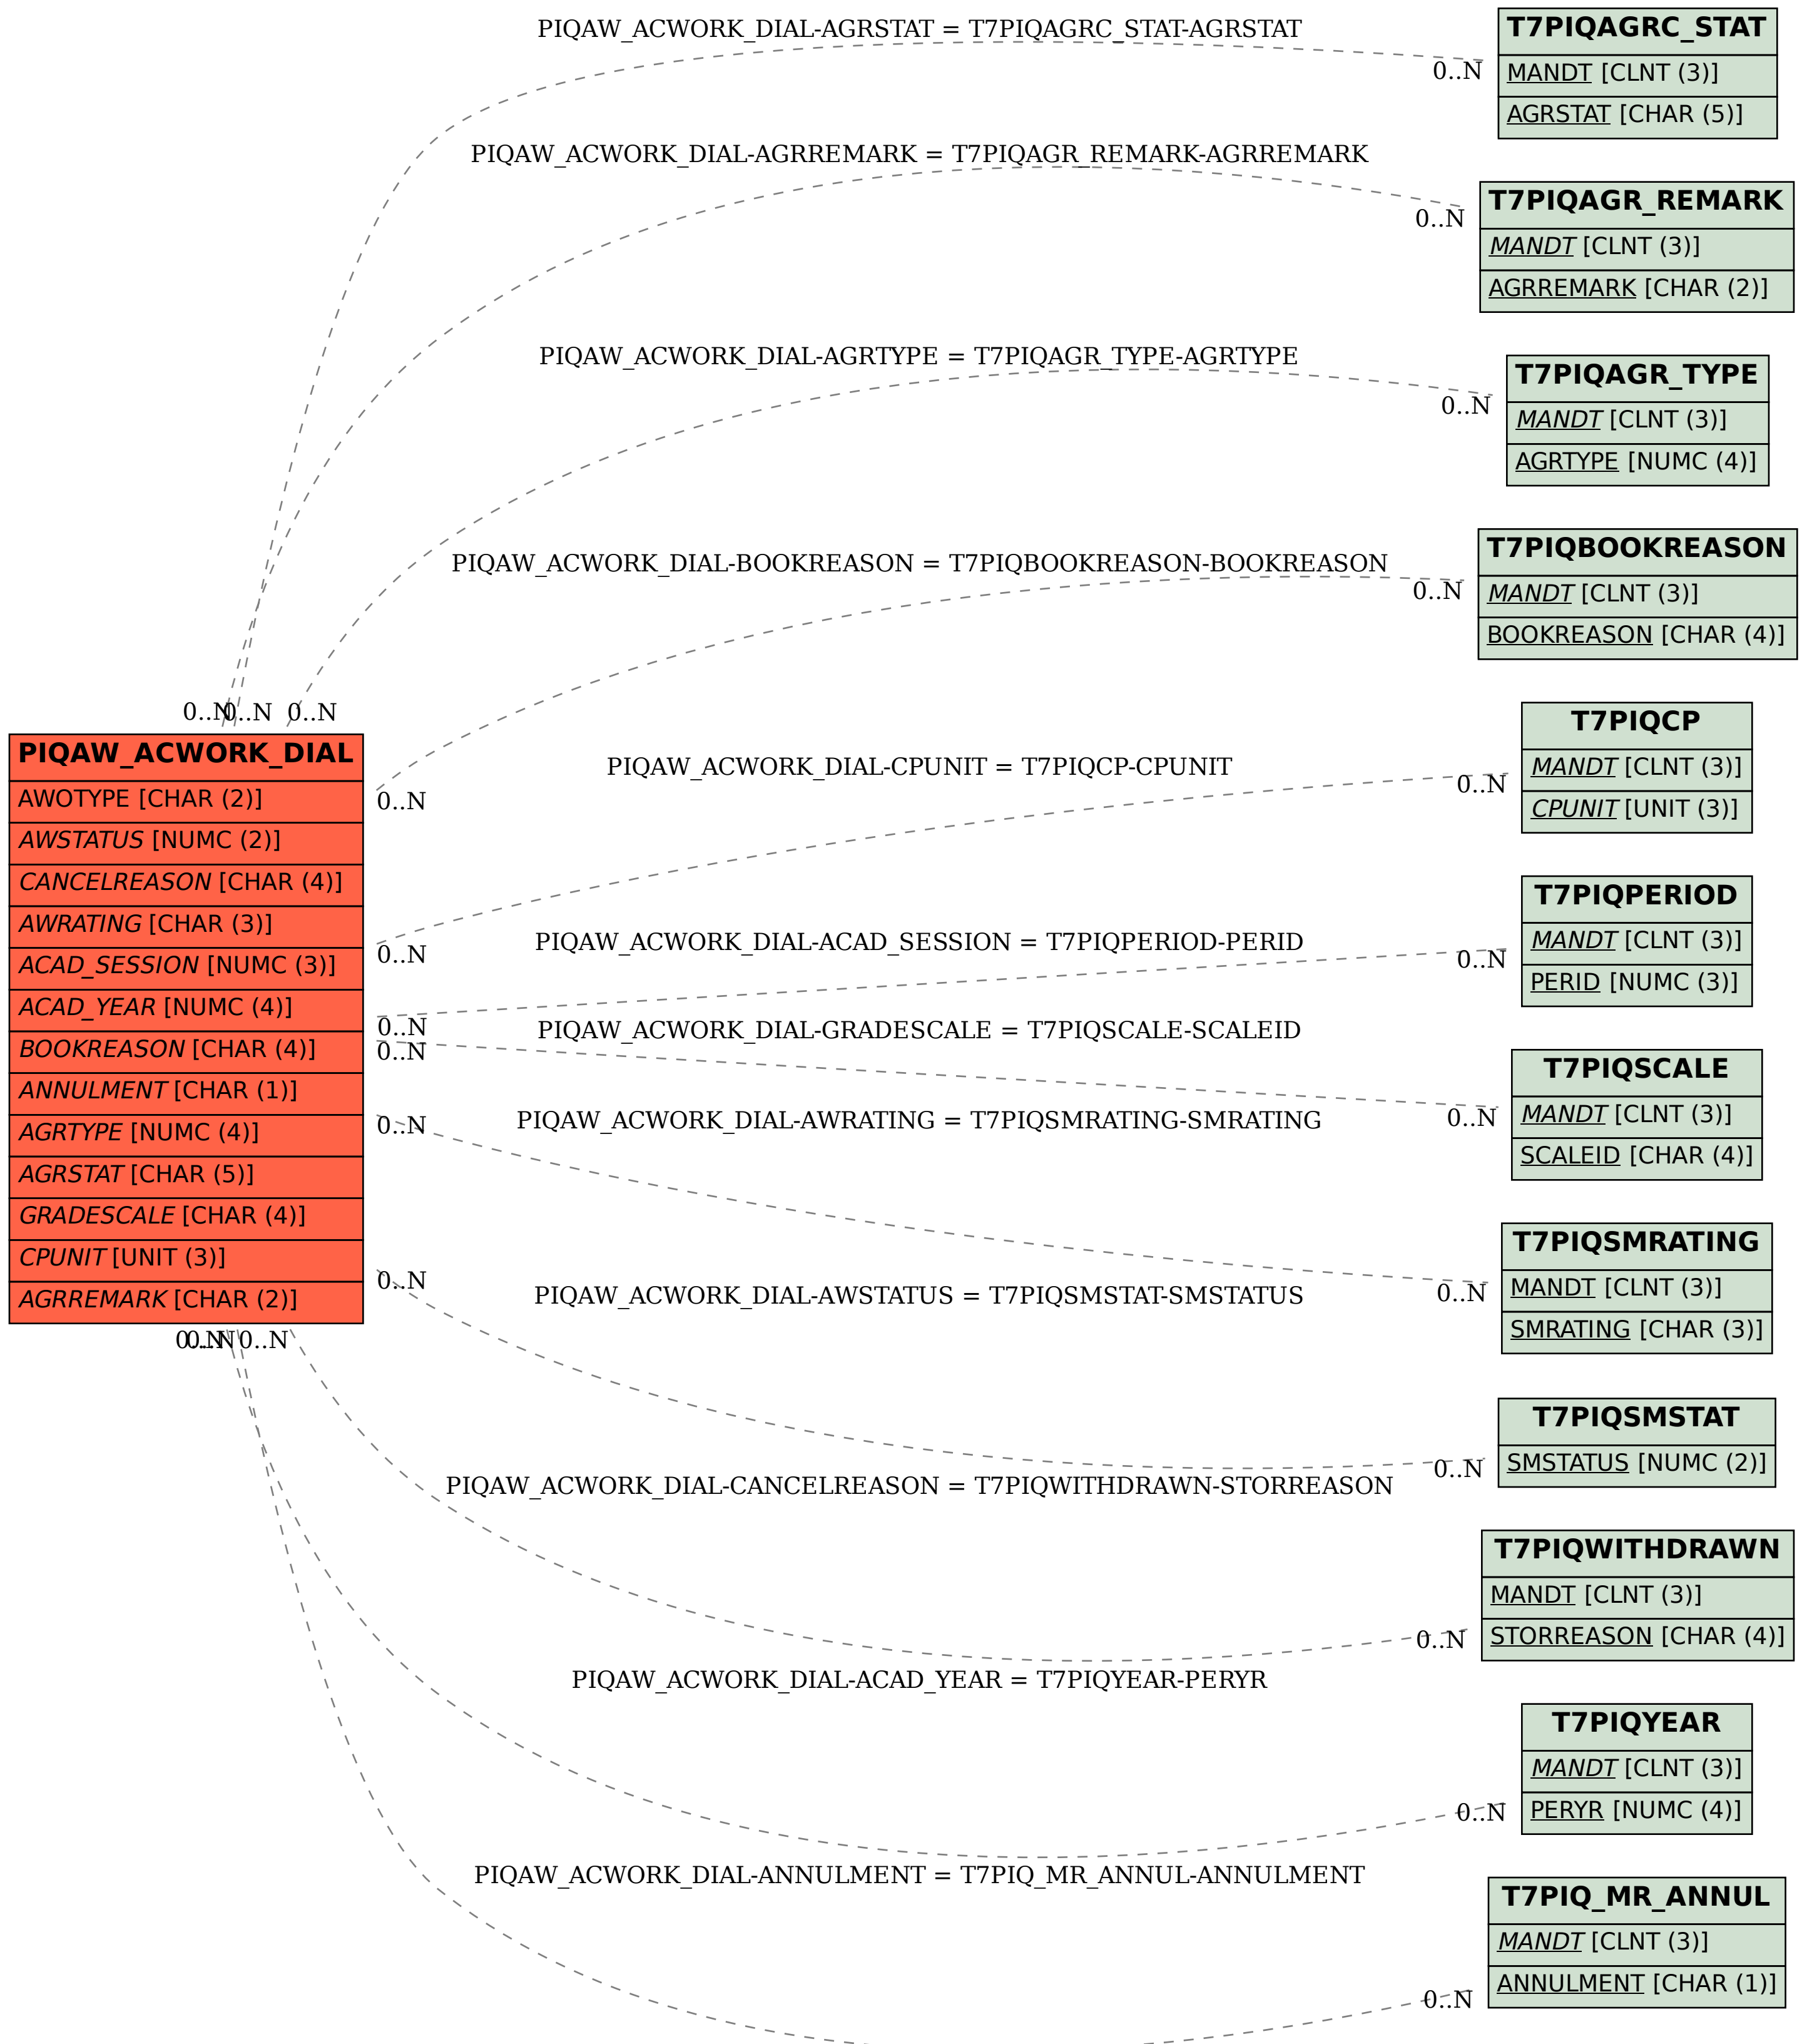 PIQAW_ACWORK_DIAL-AGRSTAT = T7PIQAGRC_STAT-AGRSTAT
0..N
T7PIQAGRC_STAT
MANDT [CLNT (3)]
AGRSTAT [CHAR (5)]
PIQAW_ACWORK_DIAL-AGRREMARK = T7PIQAGR_REMARK-AGRREMARK
0..N
T7PIQAGR_REMARK
MANDT [CLNT (3)]
AGRREMARK [CHAR (2)]
PIQAW_ACWORK_DIAL-AGRTYPE = T7PIQAGR_TYPE-AGRTYPE
0..N
T7PIQAGR_TYPE
MANDT [CLNT (3)]
AGRTYPE [NUMC (4)]
PIQAW_ACWORK_DIAL-BOOKREASON = T7PIQBOOKREASON-BOOKREASON
0..N
T7PIQBOOKREASON
MANDT [CLNT (3)]
BOOKREASON [CHAR (4)]
0..N
0..N
0..N
PIQAW_ACWORK_DIAL
AWOTYPE [CHAR (2)]
AWSTATUS [NUMC (2)]
CANCELREASON [CHAR (4)]
AWRATING [CHAR (3)]
ACAD_SESSION [NUMC (3)]
ACAD_YEAR [NUMC (4)]
BOOKREASON [CHAR (4)]
ANNULMENT [CHAR (1)]
AGRTYPE [NUMC (4)]
AGRSTAT [CHAR (5)]
GRADESCALE [CHAR (4)]
CPUNIT [UNIT (3)]
AGRREMARK [CHAR (2)]
0..N
0..N
0..N
0..N
0..N
0..N
0..N
0..N
0..N
PIQAW_ACWORK_DIAL-CPUNIT = T7PIQCP-CPUNIT
0..N
T7PIQCP
MANDT [CLNT (3)]
CPUNIT [UNIT (3)]
PIQAW_ACWORK_DIAL-ACAD_SESSION = T7PIQPERIOD-PERID
0..N
T7PIQPERIOD
MANDT [CLNT (3)]
PERID [NUMC (3)]
PIQAW_ACWORK_DIAL-GRADESCALE = T7PIQSCALE-SCALEID
0..N
T7PIQSCALE
MANDT [CLNT (3)]
SCALEID [CHAR (4)]
PIQAW_ACWORK_DIAL-AWRATING = T7PIQSMRATING-SMRATING
0..N
T7PIQSMRATING
MANDT [CLNT (3)]
SMRATING [CHAR (3)]
PIQAW_ACWORK_DIAL-AWSTATUS = T7PIQSMSTAT-SMSTATUS
0..N
T7PIQSMSTAT
SMSTATUS [NUMC (2)]
PIQAW_ACWORK_DIAL-CANCELREASON = T7PIQWITHDRAWN-STORREASON
0..N
T7PIQWITHDRAWN
MANDT [CLNT (3)]
STORREASON [CHAR (4)]
PIQAW_ACWORK_DIAL-ACAD_YEAR = T7PIQYEAR-PERYR
0..N
T7PIQYEAR
MANDT [CLNT (3)]
PERYR [NUMC (4)]
PIQAW_ACWORK_DIAL-ANNULMENT = T7PIQ_MR_ANNUL-ANNULMENT
0..N
T7PIQ_MR_ANNUL
MANDT [CLNT (3)]
ANNULMENT [CHAR (1)]